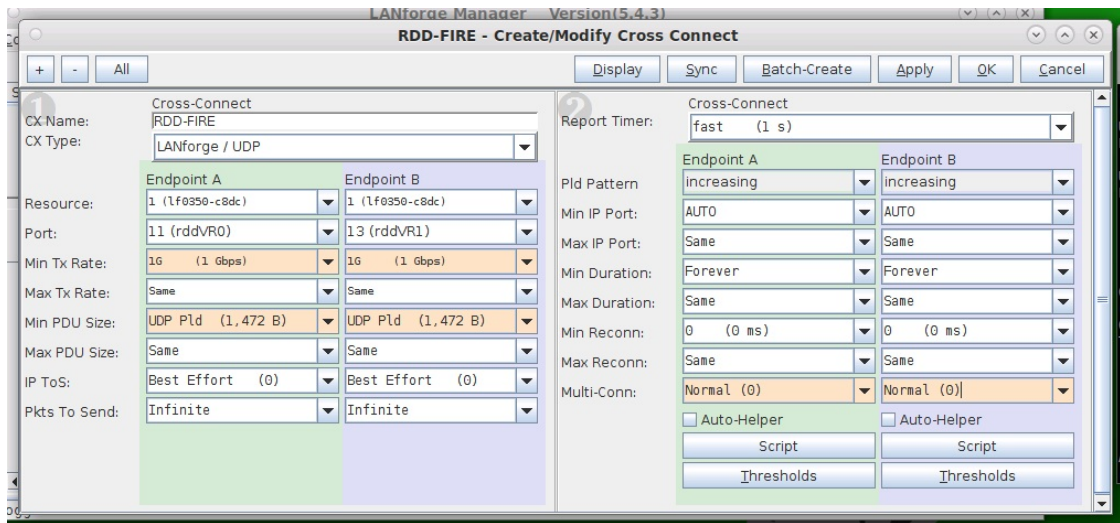 LANforge Manager Version(5.4.3)
RDD-FIRE - Create/Modify Cross Connect
+ - All Display Sync Batch-Create Apply OK Cancel
1
Cross-Connect
CX Name: RDD-FIRE
CX Type: LANforge / UDP
Endpoint A Endpoint B
Resource: 1 (lf0350-c8dc) 1 (lf0350-c8dc)
Port: 11 (rddVR0) 13 (rddVR1)
Min Tx Rate: 1G (1 Gbps) 1G (1 Gbps)
Max Tx Rate: Same Same
Min PDU Size: UDP Pld (1,472 B) UDP Pld (1,472 B)
Max PDU Size: Same Same
IP ToS: Best Effort (0) Best Effort (0)
Pkts To Send: Infinite Infinite
2
Cross-Connect
Report Timer: fast (1 s)
Endpoint A Endpoint B
Pld Pattern increasing increasing
Min IP Port: AUTO AUTO
Max IP Port: Same Same
Min Duration: Forever Forever
Max Duration: Same Same
Min Reconn: 0 (0 ms) 0 (0 ms)
Max Reconn: Same Same
Multi-Conn: Normal (0) Normal (0)
Auto-Helper Auto-Helper
Script Script
Thresholds Thresholds